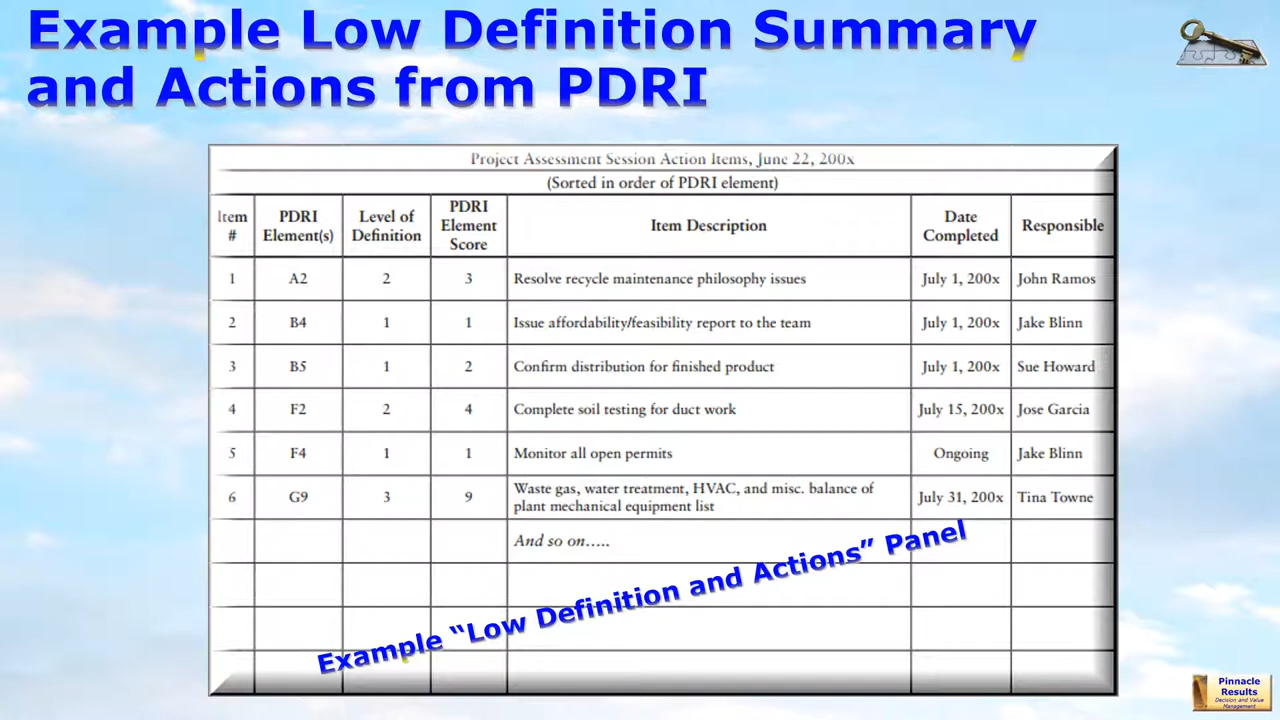 Example Low Definition Summary
and Actions from PDRI
Project Assessment Session Action Items, June 22, 200x
(Sorted in order of PDRI element)
Item # PDRI Element(s) Level of Definition PDRI Element Score Item Description Date Completed Responsible
1 A2 2 3 Resolve recycle maintenance philosophy issues July 1, 200x John Ramos
2 B4 1 1 Issue affordability/feasibility report to the team July 1, 200x Jake Blinn
3 B5 1 2 Confirm distribution for finished product July 1, 200x Sue Howard
4 F2 2 4 Complete soil testing for duct work July 15, 200x Jose Garcia
5 F4 1 1 Monitor all open permits Ongoing Jake Blinn
6 G9 3 9 Waste gas, water treatment, HVAC, and misc. balance of
plant mechanical equipment list July 31, 200x Tina Towne
And so on.....
Example “Low Definition and Actions” Panel
Pinnacle
Results
Decision and Value
Management